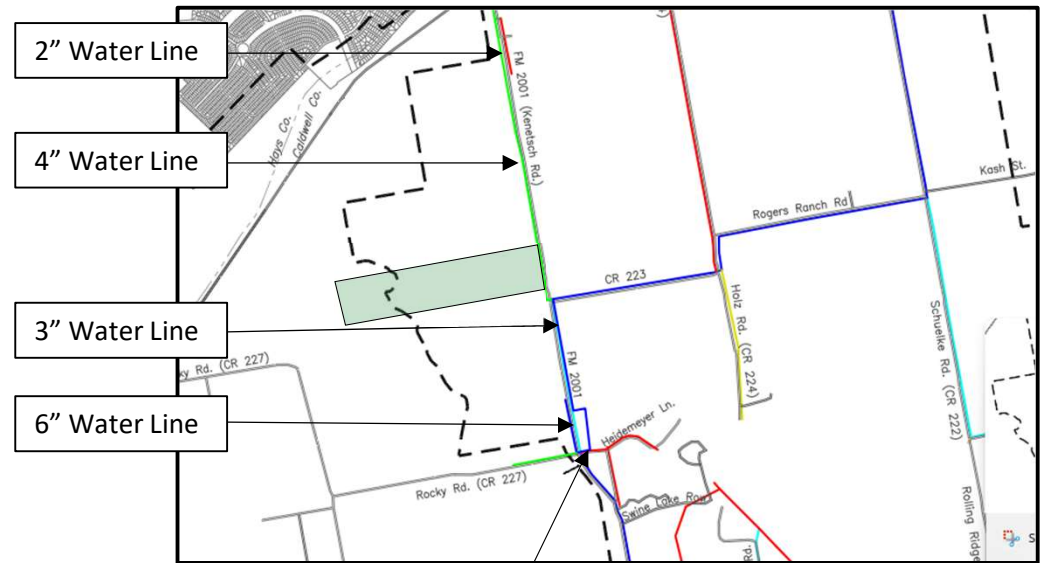 2” Water Line
4” Water Line
3” Water Line
6” Water Line
Hays Co.
Caldwell Co.
FM 2001 (Kenetsch Rd.)
Kash St.
Rogers Ranch Rd
CR 223
Holz Rd. (CR 224)
Schuelke Rd. (CR 222)
FM 2001
Rd. (CR 227)
Heidemeyer Ln.
Rocky Rd. (CR 227)
Swine Lake Row
Rolling Ridge